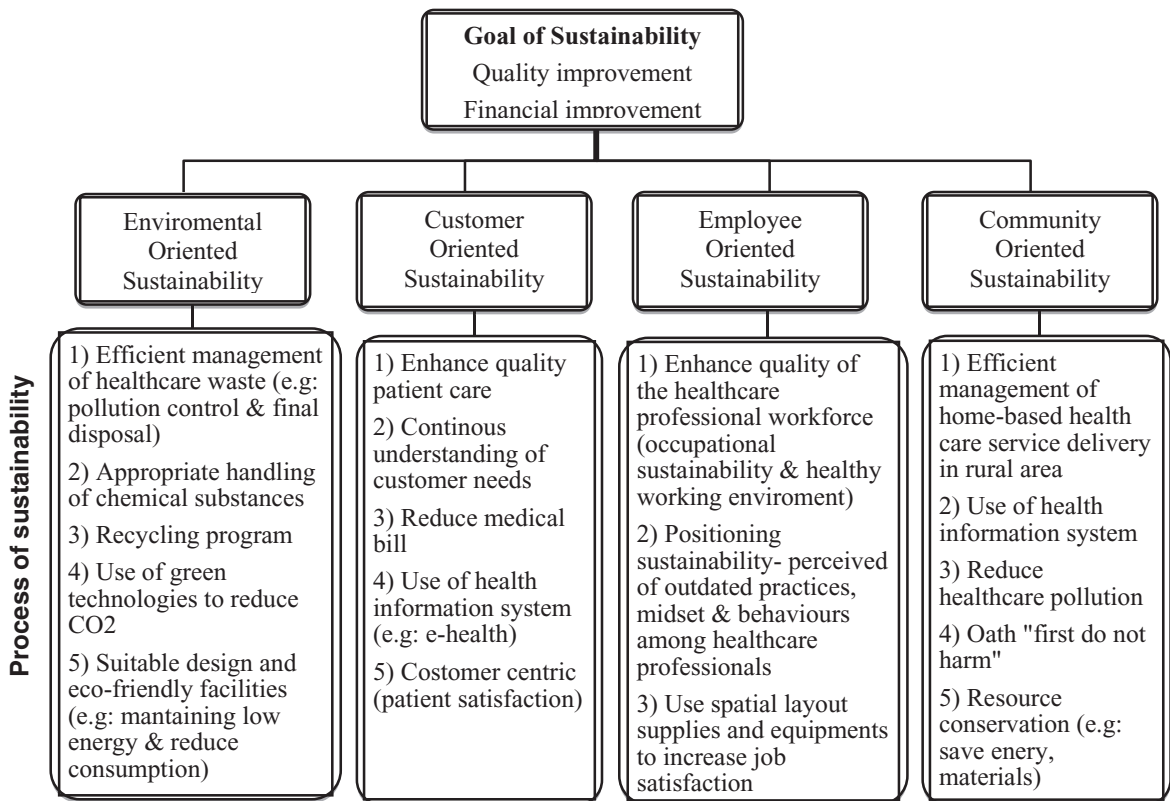 Goal of Sustainability
Quality improvement
Financial improvement
Enviromental
Oriented
Sustainability
Customer
Oriented
Sustainability
Employee
Oriented
Sustainability
Community
Oriented
Sustainability
Process of sustainability
1) Efficient management
of healthcare waste (e.g:
pollution control & final
disposal)
2) Appropriate handling
of chemical substances
3) Recycling program
4) Use of green
technologies to reduce
CO2
5) Suitable design and
eco-friendly facilities
(e.g: mantaining low
energy & reduce
consumption)
1) Enhance quality
patient care
2) Continous
understanding of
customer needs
3) Reduce medical
bill
4) Use of health
information system
(e.g: e-health)
5) Costomer centric
(patient satisfaction)
1) Enhance quality of
the healthcare
professional workforce
(occupational
sustainability & healthy
working enviroment)
2) Positioning
sustainability- perceived
of outdated practices,
midset & behaviours
among healthcare
professionals
3) Use spatial layout
supplies and equipments
to increase job
satisfaction
1) Efficient
management of
home-based health
care service delivery
in rural area
2) Use of health
information system
3) Reduce
healthcare pollution
4) Oath "first do not
harm"
5) Resource
conservation (e.g:
save enery,
materials)